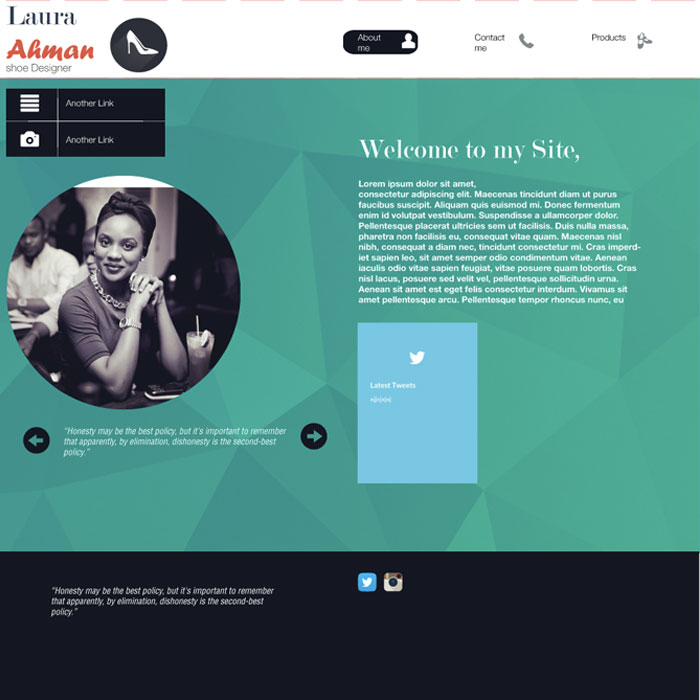 Laura
Ahman
shoe Designer
About
me
Contact
me
Products
Another Link
Another Link
Welcome to my Site,
Lorem ipsum dolor sit amet,
consectetur adipiscing elit. Maecenas tincidunt diam ut purus
faucibus suscipit. Aliquam quis euismod mi. Donec fermentum
enim id volutpat vestibulum. Suspendisse a ullamcorper dolor.
Pellentesque placerat ultricies sem ut facilisis. Duis nulla massa,
pharetra non facilisis eu, consequat vitae quam. Maecenas nisl
nibh, consequat a diam nec, tincidunt consectetur mi. Cras imperd-
iet sapien leo, sit amet semper odio condimentum vitae. Aenean
iaculis odio vitae sapien feugiat, vitae posuere quam lobortis. Cras
nisl lacus, posuere sed velit vel, pellentesque sollicitudin urna.
Aenean sit amet est eget felis consectetur interdum. Vivamus sit
amet pellentesque arcu. Pellentesque tempor rhoncus nunc, eu
Latest Tweets
"Honesty may be the best policy, but it's important to remember
that apparently, by elimination, dishonesty is the second-best
policy."
"Honesty may be the best policy, but it's important to remember
that apparently, by elimination, dishonesty is the second-best
policy."